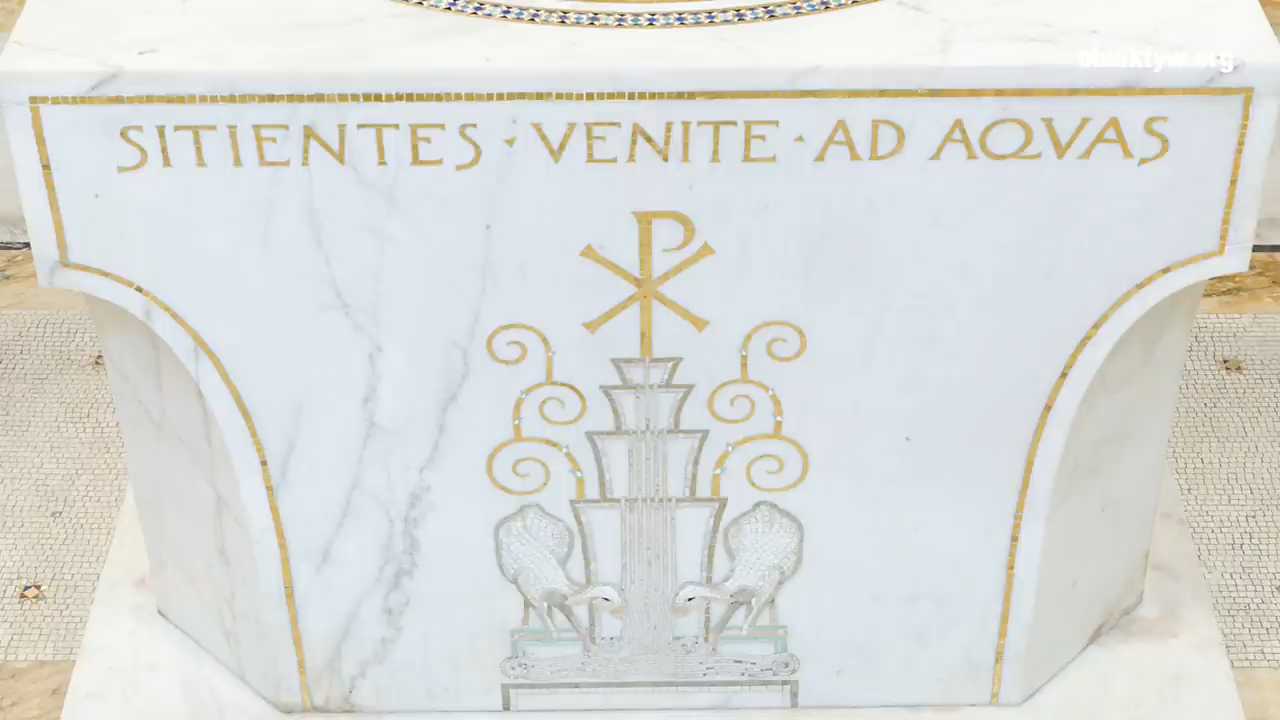 SITIENTES · VENITE · AD AQVAS